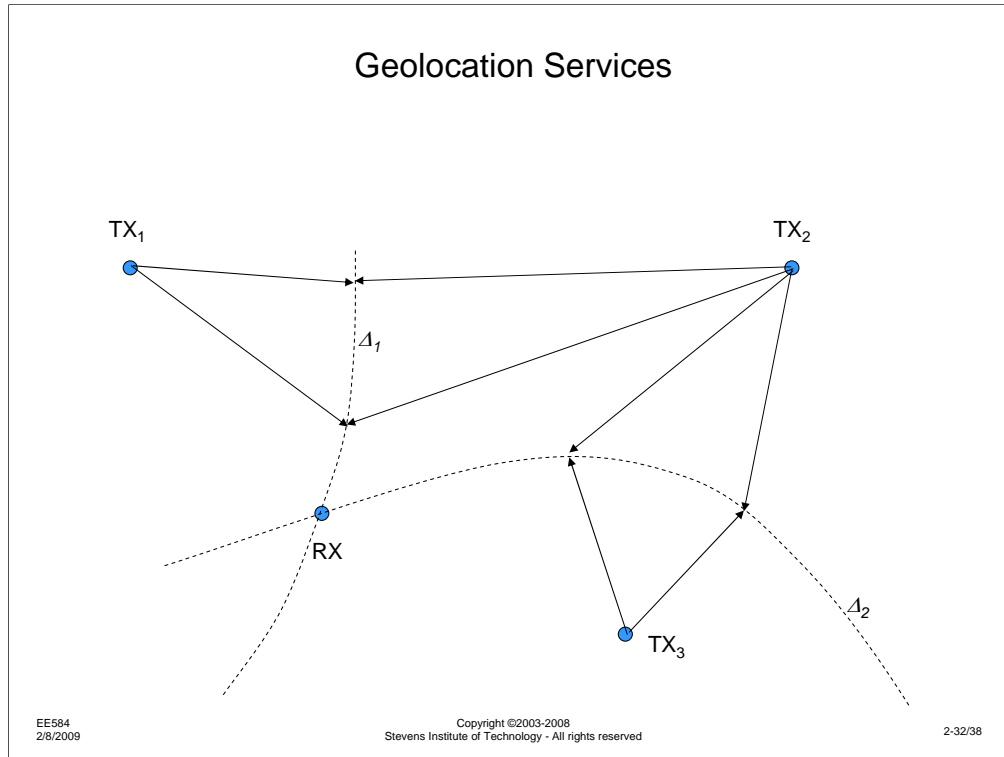 Geolocation Services
TX₁
TX₂
Δ₁
RX
Δ₂
TX₃
EE584
2/8/2009
Copyright ©2003-2008
Stevens Institute of Technology - All rights reserved
2-32/38